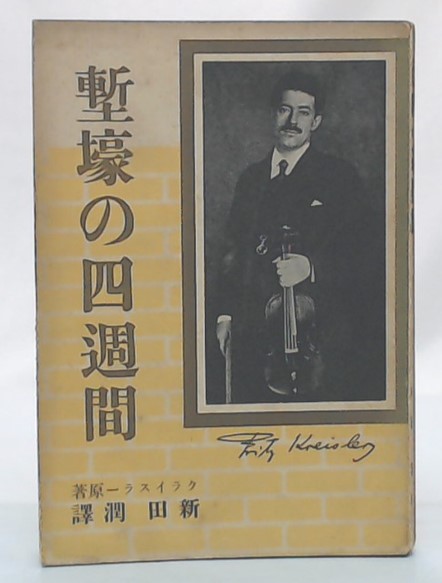 塹壕の四週間
Fritz Kreisler
著原ーラスイラク
譯 潤 田 新